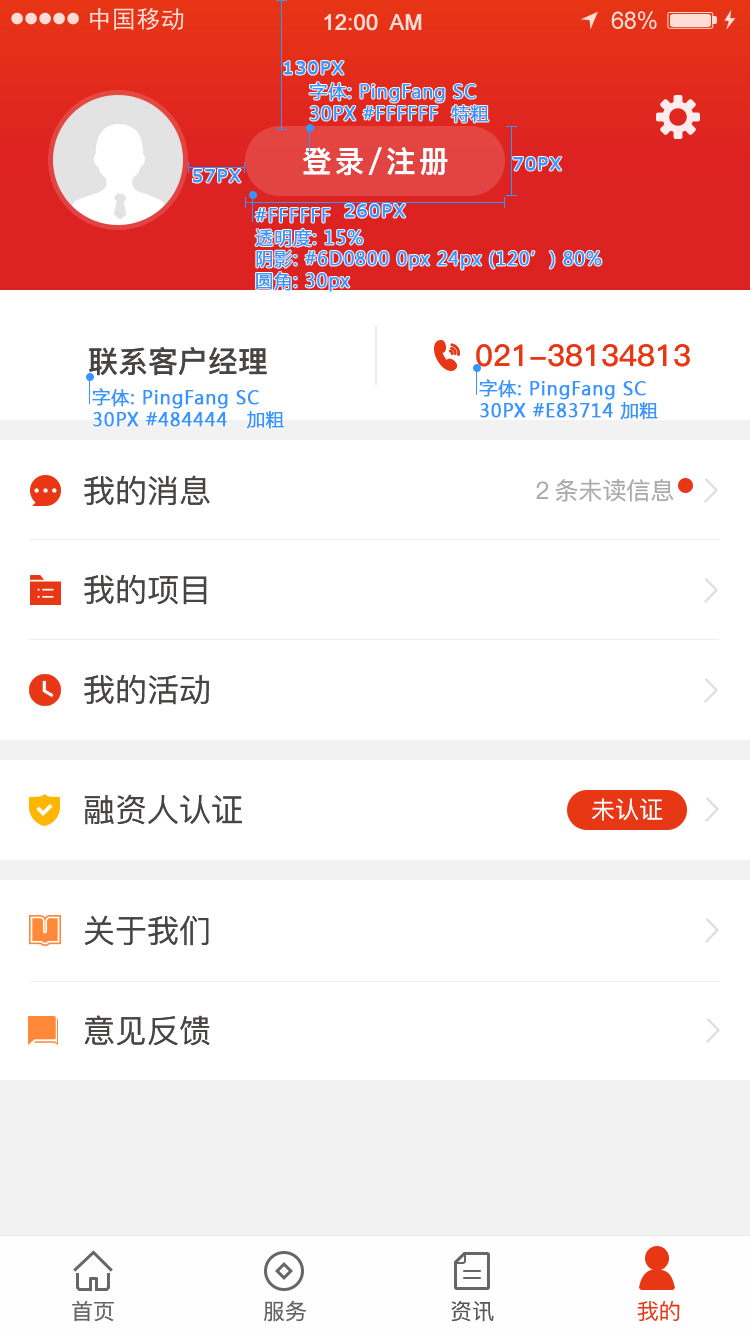 中国移动 12:00 AM 68%
130PX
字体: PingFang SC
30PX #FFFFFF 特粗
登录/注册
70PX
57PX
260PX
#FFFFFF
透明度: 15%
阴影: #6D0800 0px 24px (120′) 80%
圆角: 30px
联系客户经理
021-38134813
字体: PingFang SC
30PX #484444 加粗
字体: PingFang SC
30PX #E83714 加粗
我的消息
2 条未读信息
我的项目
我的活动
融资人认证
未认证
关于我们
意见反馈
首页
服务
资讯
我的